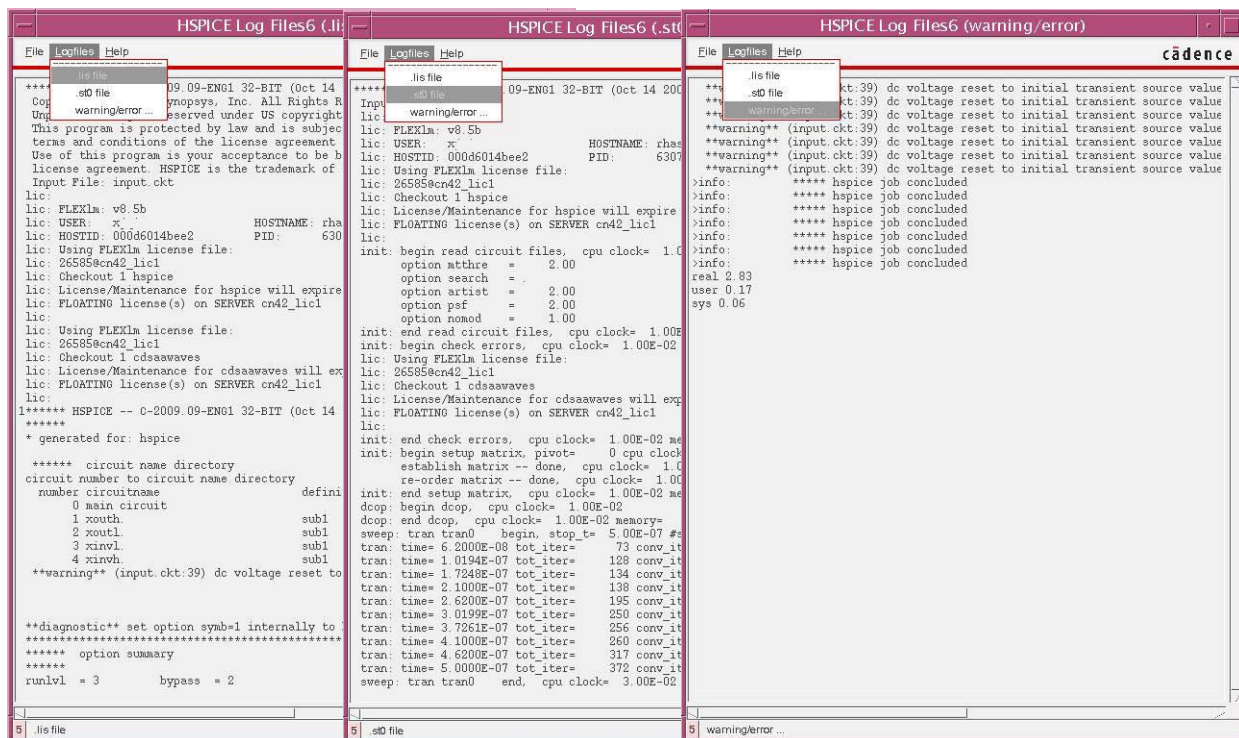 HSPICE Log Files6 (.li
File Logfiles Help
.lis file
.st0 file
warning/error ...
****
09.09-ENG1 32-BIT (Oct 14
Cop
ynopsys, Inc. All Rights R
Unp
eserved under US copyright
This program is protected by law and is subjec
terms and conditions of the license agreement
Use of this program is your acceptance to be b
license agreement. HSPICE is the trademark of
Input File: input.ckt
lic:
lic: FLEXlm: v8.5b
lic: USER: x HOSTNAME: rha
lic: HOSTID: 000d6014bee2 PID: 630
lic: Using FLEXlm license file:
lic: 26585@cn42_lic1
lic: Checkout 1 hspice
lic: License/Maintenance for hspice will expire
lic: FLOATING license(s) on SERVER cn42_lic1
lic:
lic: Using FLEXlm license file:
lic: 26585@cn42_lic1
lic: Checkout 1 cdsaawaves
lic: License/Maintenance for cdsaawaves will ex
lic: FLOATING license(s) on SERVER cn42_lic1
lic:
1****** HSPICE -- C-2009.09-ENG1 32-BIT (Oct 14
******
* generated for: hspice
****** circuit name directory
circuit number to circuit name directory
number circuitname defini
0 main circuit
1 xouth. sub1
2 xoutl. sub1
3 xinvl. sub1
4 xinvh. sub1
**warning** (input.ckt:39) dc voltage reset to
**diagnostic** set option symb=1 internally to
************************************************
****** option summary
******
runlvl = 3 bypass = 2
5 .lis file
HSPICE Log Files6 (.st0
File Logfiles Help
.lis file
.st0 file
warning/error ...
*****
.09-ENG1 32-BIT (Oct 14 200
Inpu
lic:
lic: FLEXlm: v8.5b
lic: USER: x HOSTNAME: rhas
lic: HOSTID: 000d6014bee2 PID: 6307
lic: Using FLEXlm license file:
lic: 26585@cn42_lic1
lic: Checkout 1 hspice
lic: License/Maintenance for hspice will expire
lic: FLOATING license(s) on SERVER cn42_lic1
lic:
init: begin read circuit files, cpu clock= 1.0
option mtthre = 2.00
option search = .
option artist = 2.00
option psf = 2.00
option nomod = 1.00
init: end read circuit files, cpu clock= 1.00E
init: begin check errors, cpu clock= 1.00E-02
lic: Using FLEXlm license file:
lic: 26585@cn42_lic1
lic: Checkout 1 cdsaawaves
lic: License/Maintenance for cdsaawaves will exp
lic: FLOATING license(s) on SERVER cn42_lic1
lic:
init: end check errors, cpu clock= 1.00E-02 me
init: begin setup matrix, pivot= 0 cpu clock
establish matrix -- done, cpu clock= 1.0
re-order matrix -- done, cpu clock= 1.00
init: end setup matrix, cpu clock= 1.00E-02 me
dcop: begin dcop, cpu clock= 1.00E-02
dcop: end dcop, cpu clock= 1.00E-02 memory=
sweep: tran tran0 begin, stop_t= 5.00E-07 #s
tran: time= 6.2000E-08 tot_iter= 73 conv_it
tran: time= 1.0194E-07 tot_iter= 128 conv_it
tran: time= 1.7248E-07 tot_iter= 134 conv_it
tran: time= 2.1000E-07 tot_iter= 138 conv_it
tran: time= 2.6200E-07 tot_iter= 195 conv_it
tran: time= 3.0199E-07 tot_iter= 250 conv_it
tran: time= 3.7261E-07 tot_iter= 256 conv_it
tran: time= 4.1000E-07 tot_iter= 260 conv_it
tran: time= 4.6200E-07 tot_iter= 317 conv_it
tran: time= 5.0000E-07 tot_iter= 372 conv_it
sweep: tran tran0 end, cpu clock= 3.00E-02
5 .st0 file
HSPICE Log Files6 (warning/error)
File Logfiles Help
cādence
.lis file
.st0 file
warning/error ...
**w kt:39) dc voltage reset to initial transient source value
**w kt:39) dc voltage reset to initial transient source value
**w kt:39) dc voltage reset to initial transient source value
**warning** (input.ckt:39) dc voltage reset to initial transient source value
**warning** (input.ckt:39) dc voltage reset to initial transient source value
**warning** (input.ckt:39) dc voltage reset to initial transient source value
**warning** (input.ckt:39) dc voltage reset to initial transient source value
>info: ***** hspice job concluded
>info: ***** hspice job concluded
>info: ***** hspice job concluded
>info: ***** hspice job concluded
>info: ***** hspice job concluded
>info: ***** hspice job concluded
>info: ***** hspice job concluded
real 2.83
user 0.17
sys 0.06
5 warning/error ...